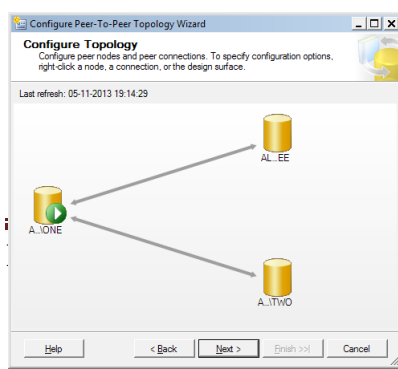 Configure Peer-To-Peer Topology Wizard
Configure Topology
Configure peer nodes and peer connections. To specify configuration options,
right-click a node, a connection, or the design surface.
Last refresh: 05-11-2013 19:14:29
AL...EE
A...\ONE
A...\TWO
Help
< Back
Next >
Finish >>|
Cancel